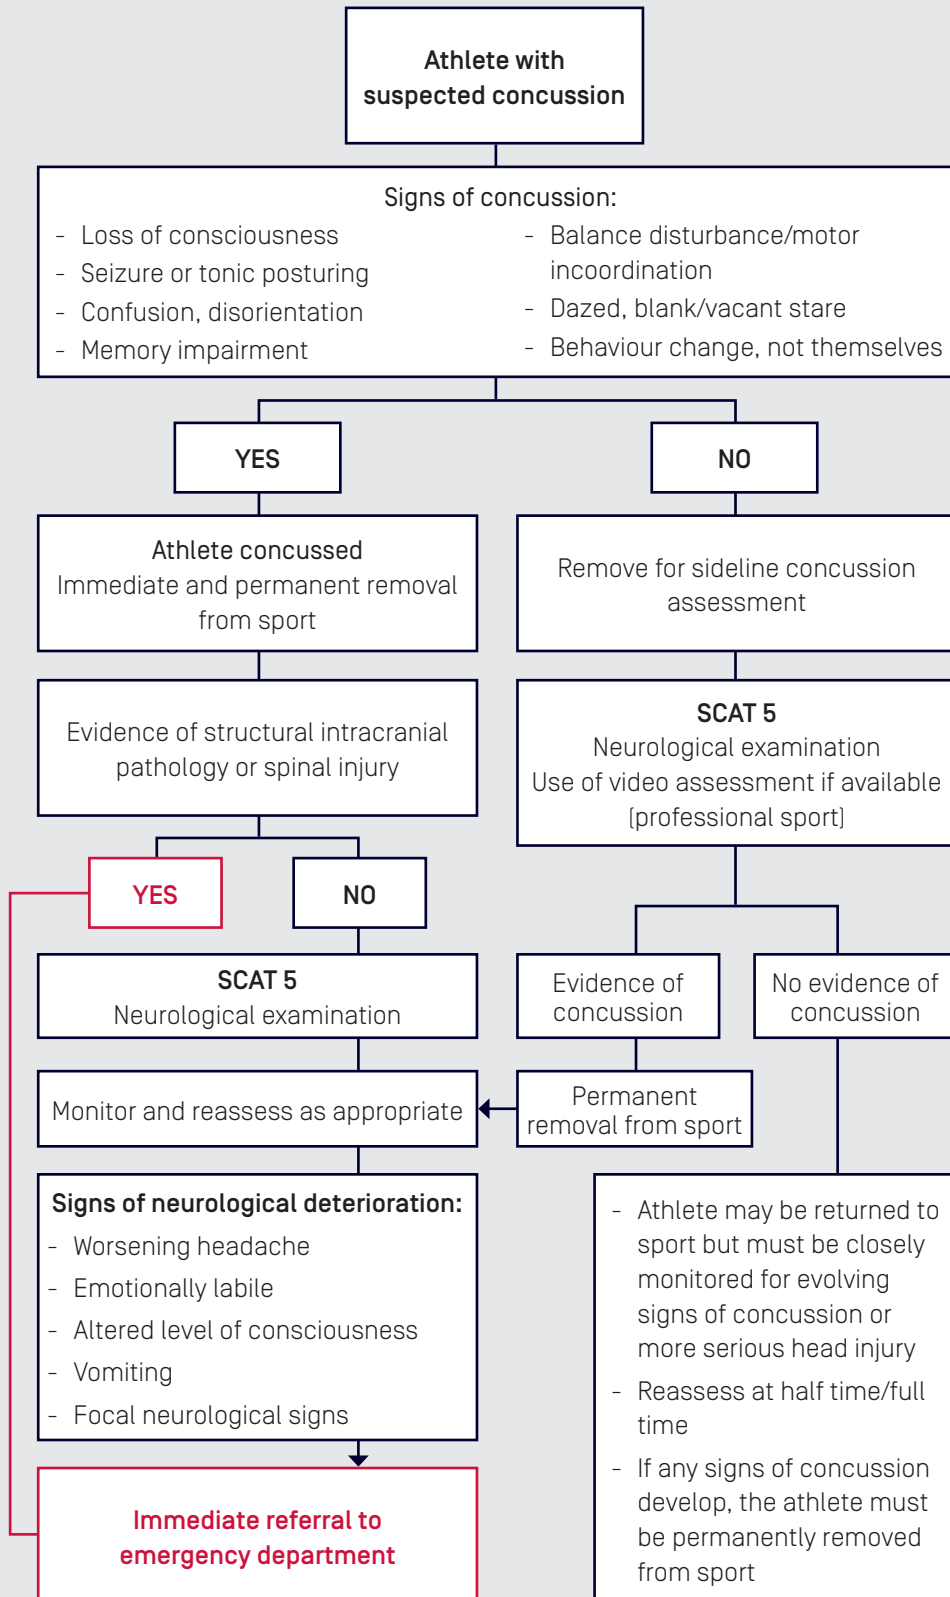 Athlete with
suspected concussion
Signs of concussion:
- Loss of consciousness
- Seizure or tonic posturing
- Confusion, disorientation
- Memory impairment
- Balance disturbance/motor
incoordination
- Dazed, blank/vacant stare
- Behaviour change, not themselves
YES
NO
Athlete concussed
Immediate and permanent removal
from sport
Remove for sideline concussion
assessment
Evidence of structural intracranial
pathology or spinal injury
SCAT 5
Neurological examination
Use of video assessment if available
(professional sport)
YES
NO
SCAT 5
Neurological examination
Evidence of
concussion
No evidence of
concussion
Monitor and reassess as appropriate
Permanent
removal from sport
Signs of neurological deterioration:
- Worsening headache
- Emotionally labile
- Altered level of consciousness
- Vomiting
- Focal neurological signs
- Athlete may be returned to
sport but must be closely
monitored for evolving
signs of concussion or
more serious head injury
- Reassess at half time/full
time
- If any signs of concussion
develop, the athlete must
be permanently removed
from sport
Immediate referral to
emergency department